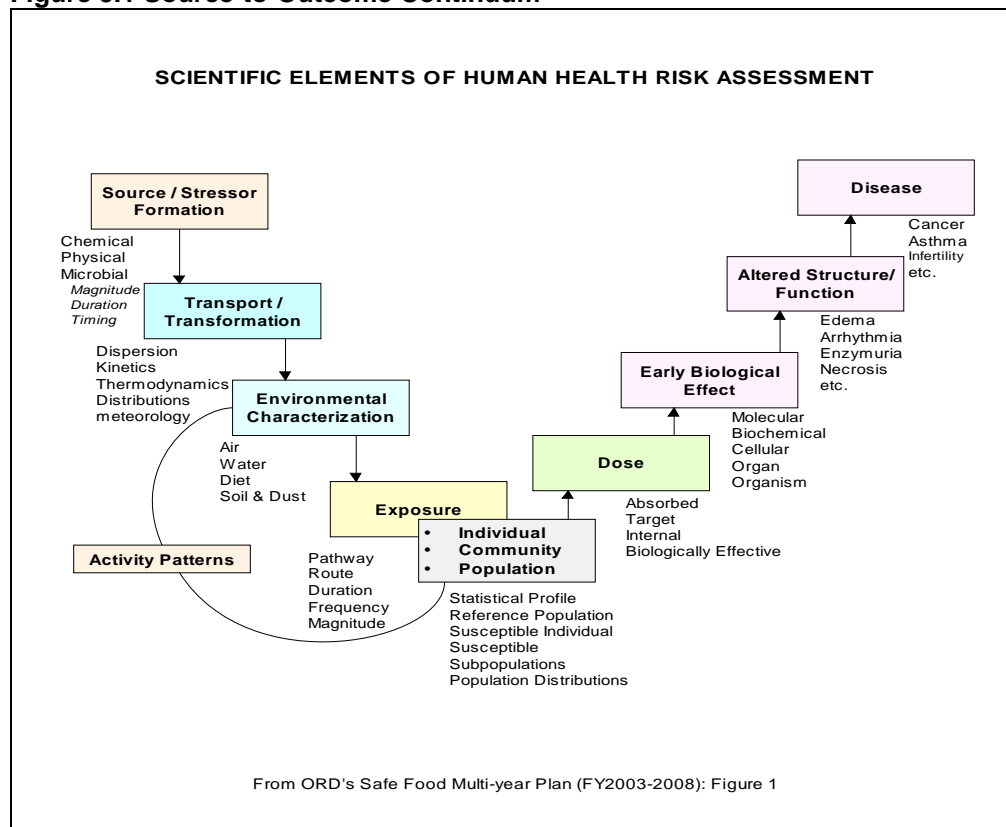 Figure Source to Outcome Continuum
SCIENTIFIC ELEMENTS OF HUMAN HEALTH RISK ASSESSMENT
Source / Stressor
Formation
Chemical
Physical
Microbial
Magnitude
Duration
Timing
Transport /
Transformation
Dispersion
Kinetics
Thermodynamics
Distributions
meteorology
Environmental
Characterization
Air
Water
Diet
Soil & Dust
Activity Patterns
Exposure
Pathway
Route
Duration
Frequency
Magnitude
• Individual
• Community
• Population
Statistical Profile
Reference Population
Susceptible Individual
Susceptible
Subpopulations
Population Distributions
Dose
Absorbed
Target
Internal
Biologically Effective
Early Biological
Effect
Molecular
Biochemical
Cellular
Organ
Organism
Altered Structure/
Function
Edema
Arrhythmia
Enzymuria
Necrosis
etc.
Disease
Cancer
Asthma
Infertility
etc.
From ORD's Safe Food Multi-year Plan (FY2003-2008): Figure 1